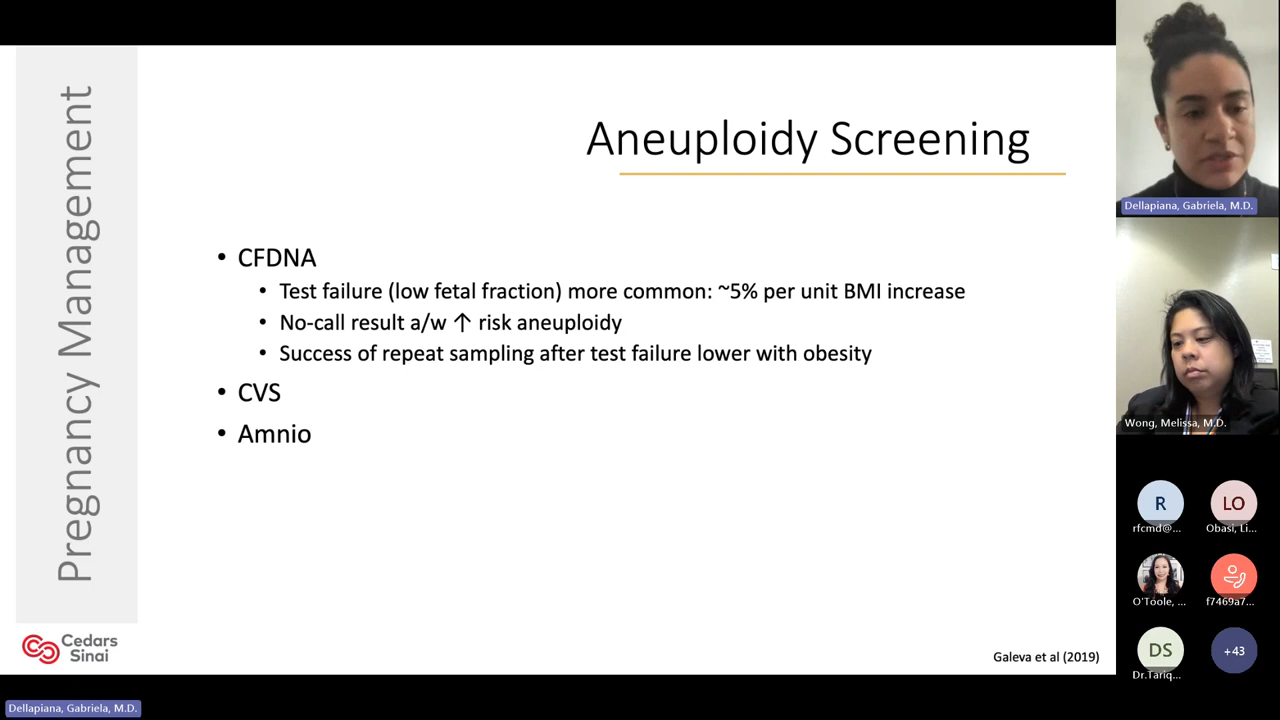 Pregnancy Management
Aneuploidy Screening
• CFDNA
• Test failure (low fetal fraction) more common: ~5% per unit BMI increase
• No-call result a/w ↑ risk aneuploidy
• Success of repeat sampling after test failure lower with obesity
• CVS
• Amnio
Cedars
Sinai
Galeva et al (2019)
Dellapiana, Gabriela, M.D.
Dellapiana, Gabriela, M.D.
Wong, Melissa, M.D.
R
rfcmd@...
LO
Obasi, Li...
O'Toole, ...
f7469a7...
DS
Dr.Tariq...
+43